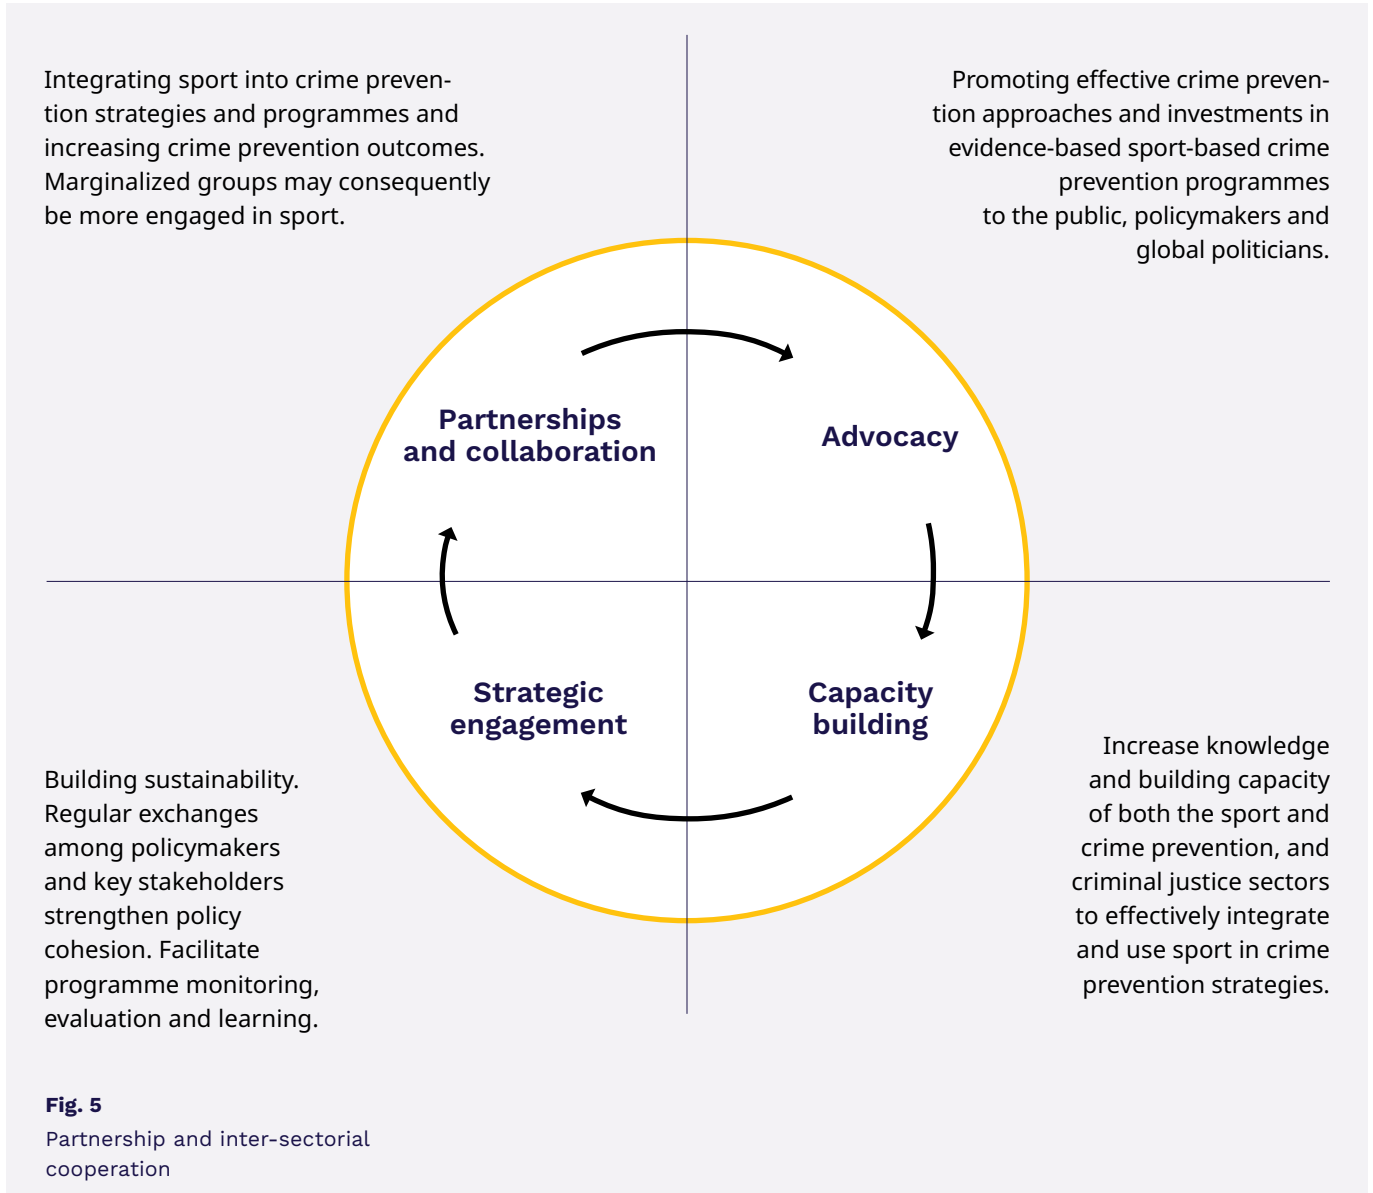 Integrating sport into crime preven-
tion strategies and programmes and
increasing crime prevention outcomes.
Marginalized groups may consequently
be more engaged in sport.
Promoting effective crime preven-
tion approaches and investments in
evidence-based sport-based crime
prevention programmes
to the public, policymakers and
global politicians.
Partnerships
and collaboration
Advocacy
Strategic
engagement
Capacity
building
Building sustainability.
Regular exchanges
among policymakers
and key stakeholders
strengthen policy
cohesion. Facilitate
programme monitoring,
evaluation and learning.
Increase knowledge
and building capacity
of both the sport and
crime prevention, and
criminal justice sectors
to effectively integrate
and use sport in crime
prevention strategies.
Fig. 5
Partnership and inter-sectorial
cooperation